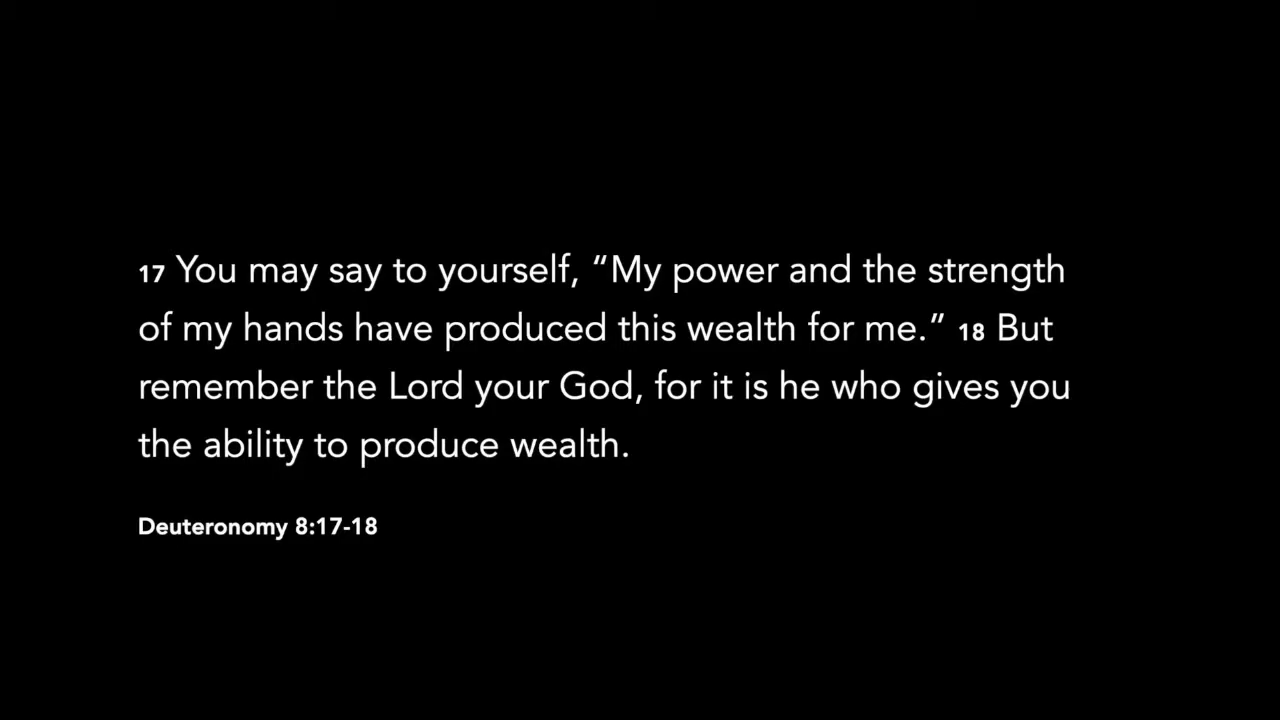 17 You may say to yourself, “My power and the strength
of my hands have produced this wealth for me.” 18 But
remember the Lord your God, for it is he who gives you
the ability to produce wealth.
Deuteronomy 8:17-18